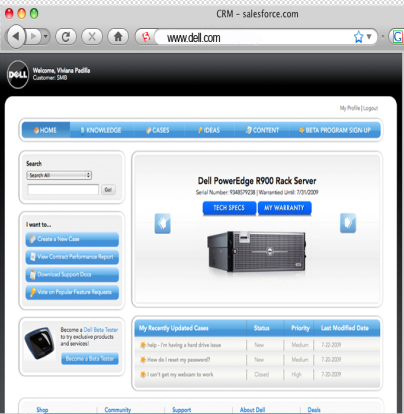 CRM – salesforce.com
www.dell.com
DELL
Welcome, Viviana Padilla
Customer: SMB
My Profile | Logout
HOME
KNOWLEDGE
CASES
IDEAS
CONTENT
BETA PROGRAM SIGN-UP
Search
Search All
Go!
Dell PowerEdge R900 Rack Server
Serial Number: 9348579238 | Warrantied Until: 7/31/2009
TECH SPECS
MY WARRANTY
I want to...
Create a New Case
View Contract Performance Report
Download Support Docs
Vote on Popular Feature Requests
Become a Dell Beta Tester
to try exclusive products
and services!
Become a Beta Tester
My Recently Updated Cases Status Priority Last Modified Date
help - I'm having a hard drive issue New Medium 7-22-2009
How do I reset my password? New Medium 7-20-2009
I can't get my webcam to work Closed High 7-20-2009
Shop Community Support About Dell Deals